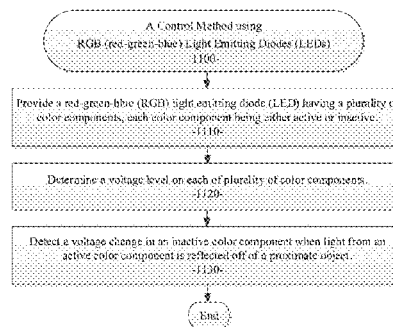 A Control Method using
RGB (red-green-blue) Light Emitting Diodes (LEDs)
-1100-
Provide a red-green-blue (RGB) light emitting diode (LED) having a plurality of
color components, each color component being either active or inactive.
-1110-
Determine a voltage level on each of plurality of color components.
-1120-
Detect a voltage change in an inactive color component when light from an
active color component is reflected off of a proximate object.
-1130-
End